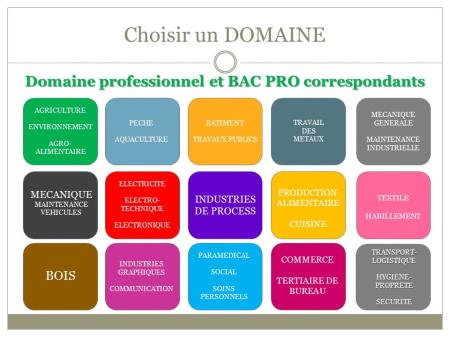 Choisir un DOMAINE
Domaine professionnel et BAC PRO correspondants
AGRICULTURE
ENVIRONNEMENT
AGRO-
ALIMENTAIRE
PECHE
AQUACULTURE
BATIMENT
TRAVAUX PUBLICS
TRAVAIL
DES
METAUX
MECANIQUE
GENERALE
MAINTENANCE
INDUSTRIELLE
MECANIQUE
MAINTENANCE
VEHICULES
ELECTRICITE
ELECTRO-
TECHNIQUE
ELECTRONIQUE
INDUSTRIES
DE PROCESS
PRODUCTION
ALIMENTAIRE
CUISINE
TEXTILE
HABILLEMENT
BOIS
INDUSTRIES
GRAPHIQUES
COMMUNICATION
PARAMEDICAL
SOCIAL
SOINS
PERSONNELS
COMMERCE
TERTIAIRE DE
BUREAU
TRANSPORT-
LOGISTIQUE
HYGIENE-
PROPRETE
SECURITE